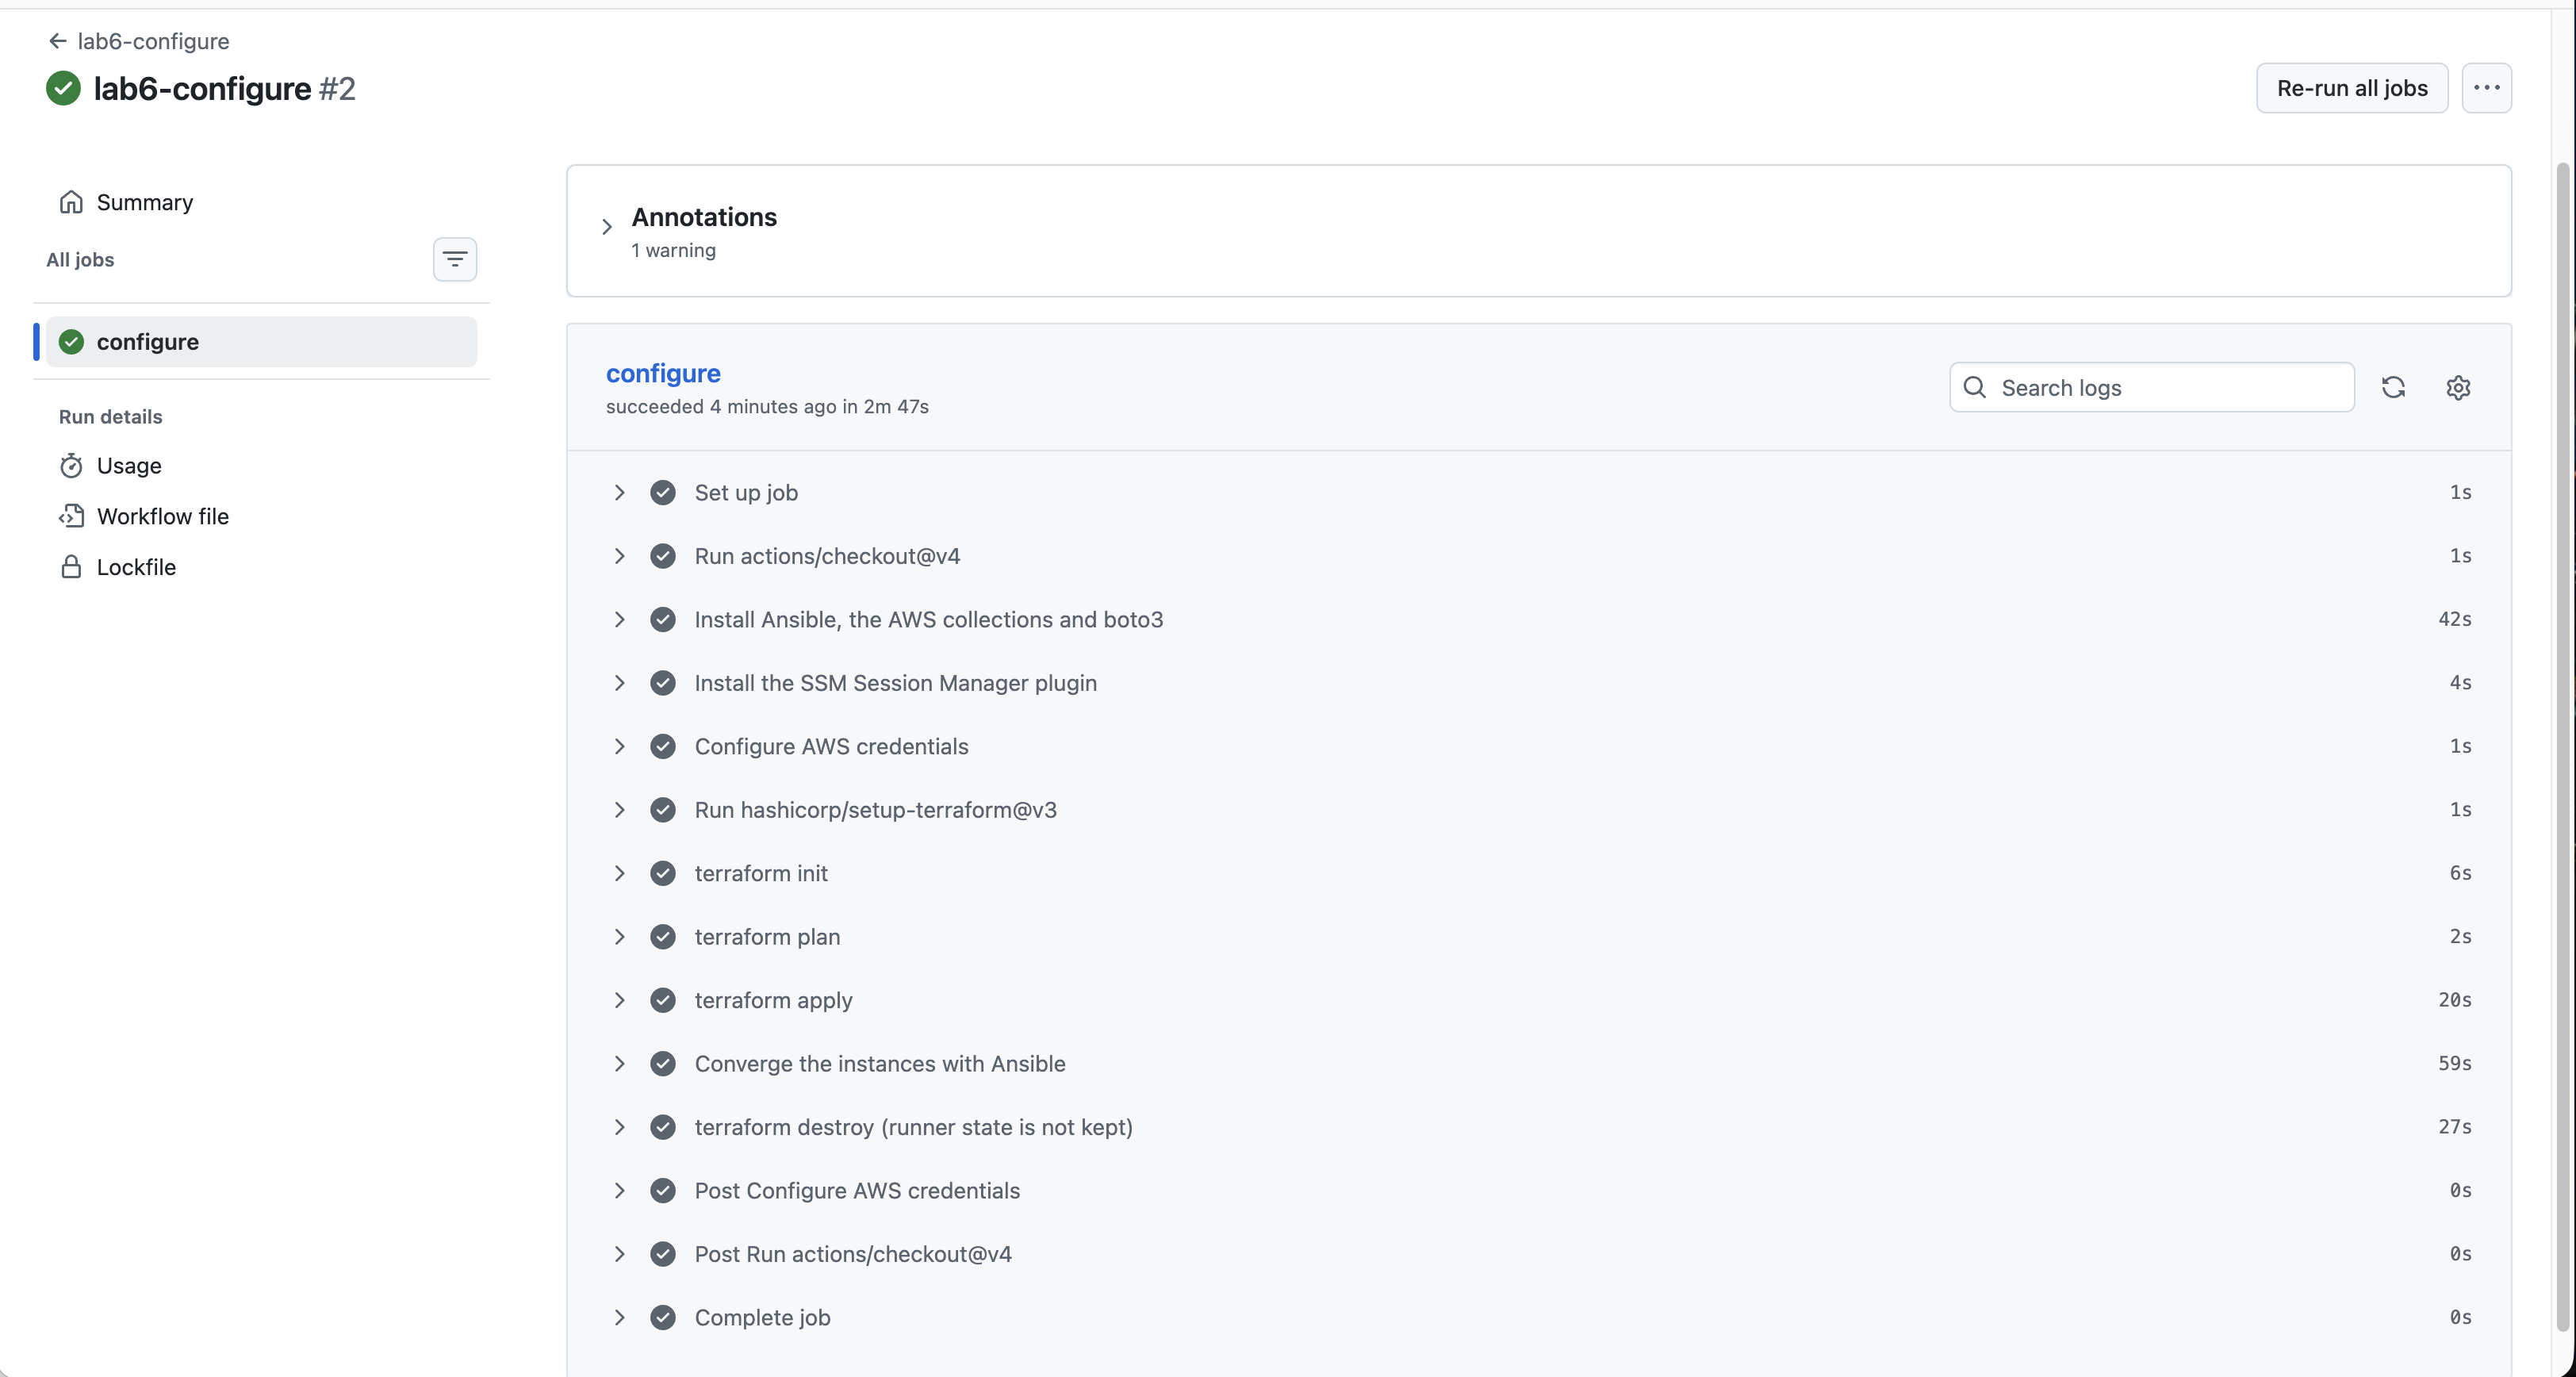 lab6-configure
lab6-configure #2
Re-run all jobs
Summary
All jobs
configure
Run details
Usage
Workflow file
Lockfile
Annotations
1 warning
configure
succeeded 4 minutes ago in 2m 47s
Search logs
Set up job 1s
Run actions/checkout@v4 1s
Install Ansible, the AWS collections and boto3 42s
Install the SSM Session Manager plugin 4s
Configure AWS credentials 1s
Run hashicorp/setup-terraform@v3 1s
terraform init 6s
terraform plan 2s
terraform apply 20s
Converge the instances with Ansible 59s
terraform destroy (runner state is not kept) 27s
Post Configure AWS credentials 0s
Post Run actions/checkout@v4 0s
Complete job 0s